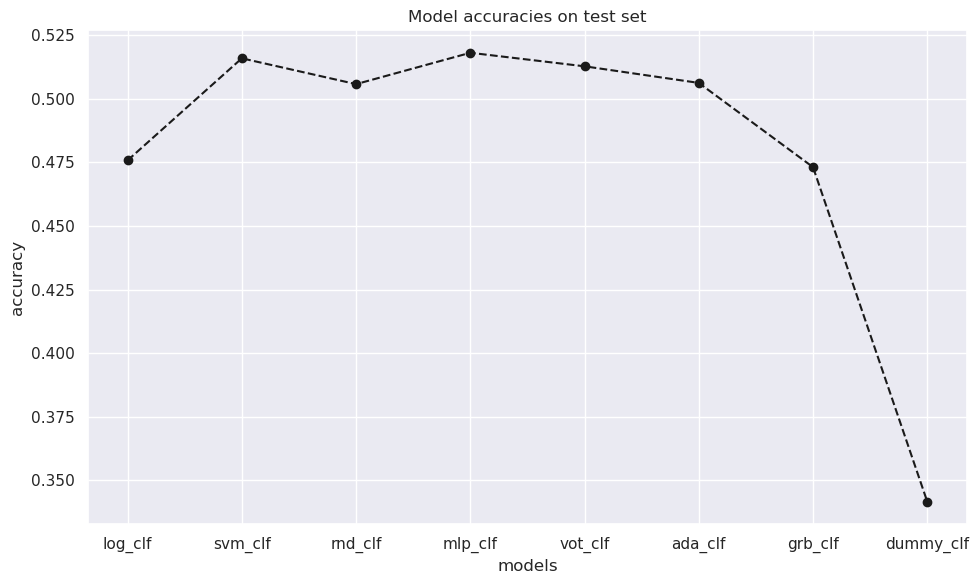 Model accuracies on test set
0.525
0.500
0.475
0.450
0.425
0.400
0.375
0.350
accuracy
log_clf svm_clf rnd_clf mlp_clf vot_clf ada_clf grb_clf dummy_clf
models